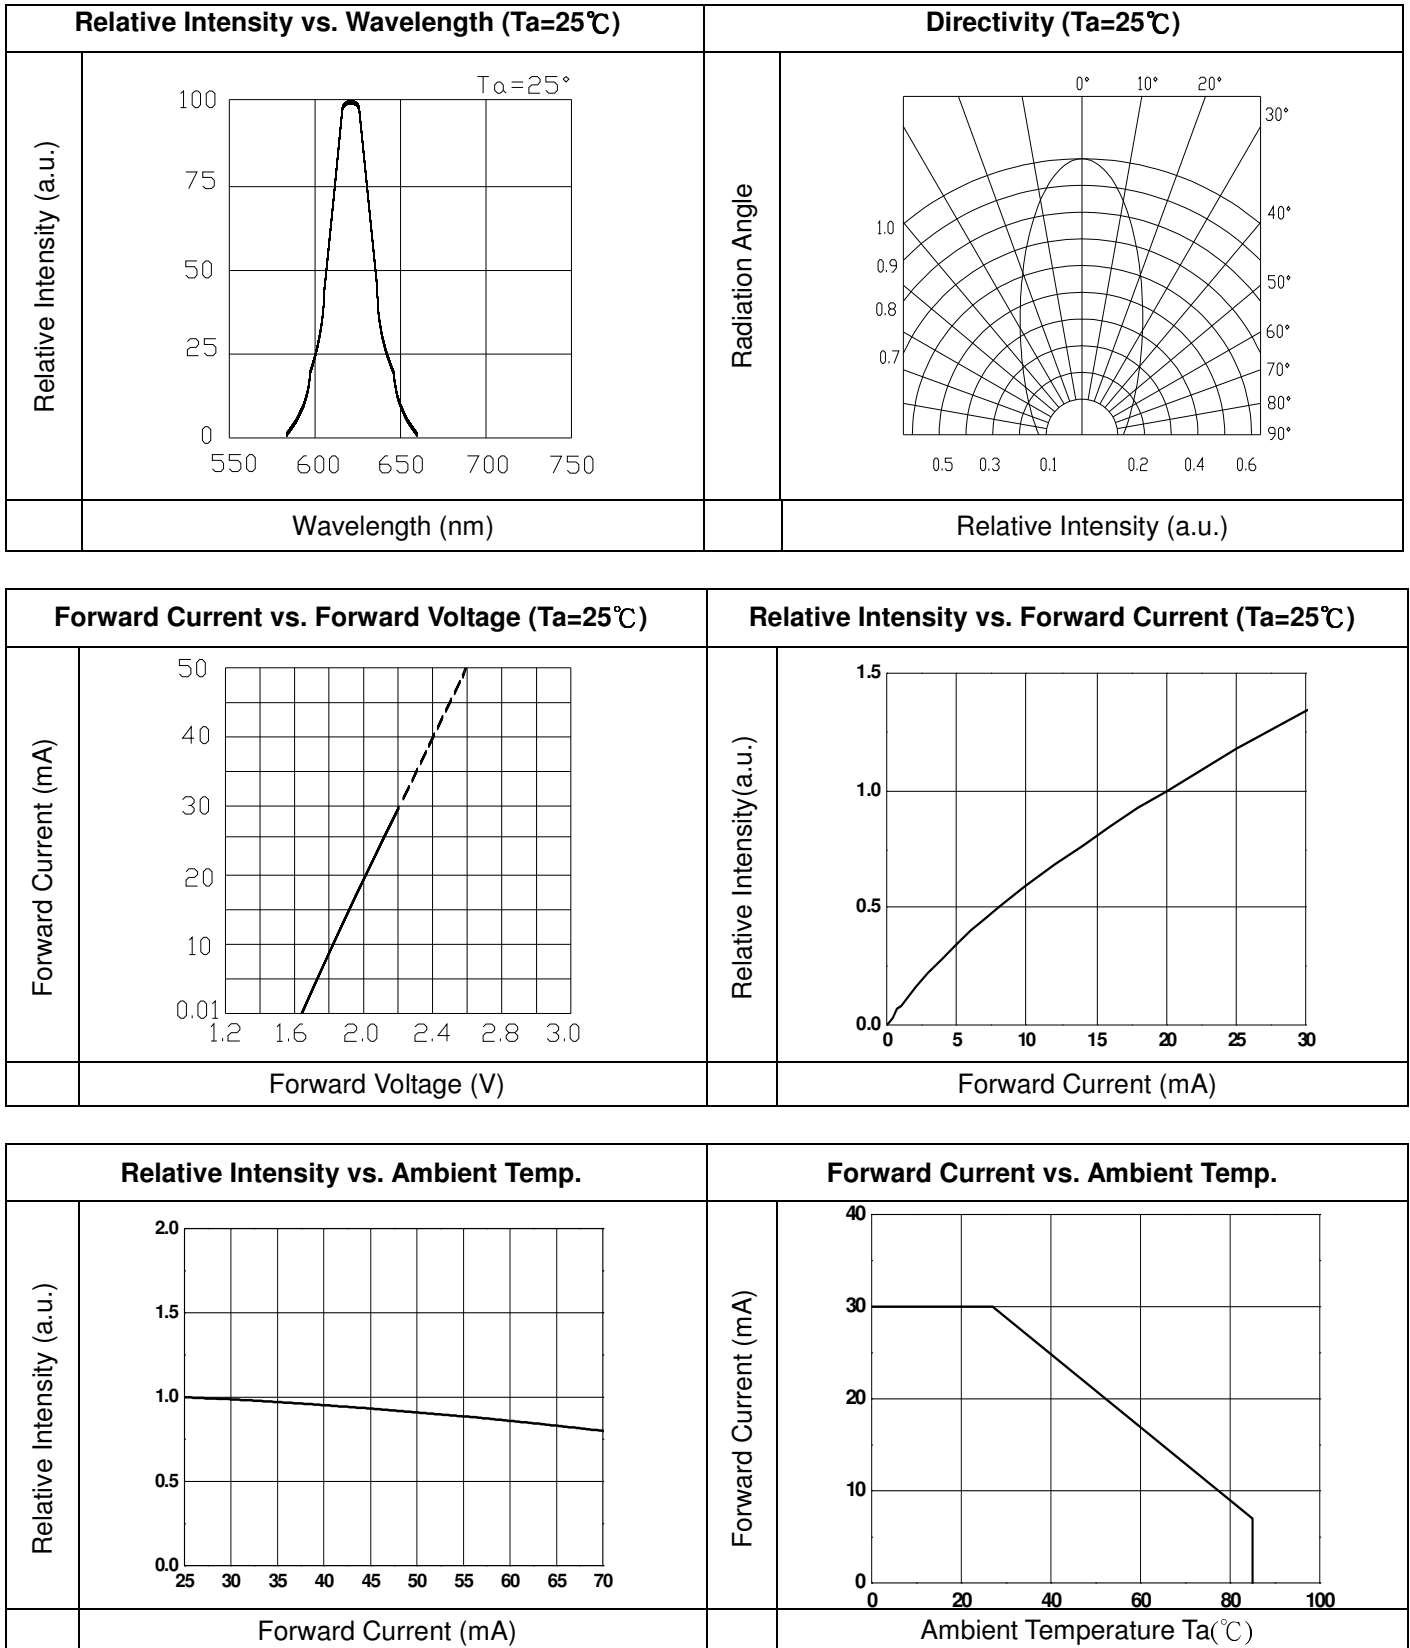 Relative Intensity vs. Wavelength (Ta=25℃)
Directivity (Ta=25℃)
Relative Intensity (a.u.)
Ta=25°
100
75
50
25
0
550 600 650 700 750
Wavelength (nm)
Radiation Angle
0° 10° 20°
30°
40°
50°
60°
70°
80°
90°
1.0
0.9
0.8
0.7
0.5 0.3 0.1 0.2 0.4 0.6
Relative Intensity (a.u.)
Forward Current vs. Forward Voltage (Ta=25℃)
Relative Intensity vs. Forward Current (Ta=25℃)
Forward Current (mA)
50
40
30
20
10
0.01
1.2 1.6 2.0 2.4 2.8 3.0
Forward Voltage (V)
Relative Intensity(a.u.)
1.5
1.0
0.5
0.0
0 5 10 15 20 25 30
Forward Current (mA)
Relative Intensity vs. Ambient Temp.
Forward Current vs. Ambient Temp.
Relative Intensity (a.u.)
2.0
1.5
1.0
0.5
0.0
25 30 35 40 45 50 55 60 65 70
Forward Current (mA)
Forward Current (mA)
40
30
20
10
0
0 20 40 60 80 100
Ambient Temperature Ta(℃)